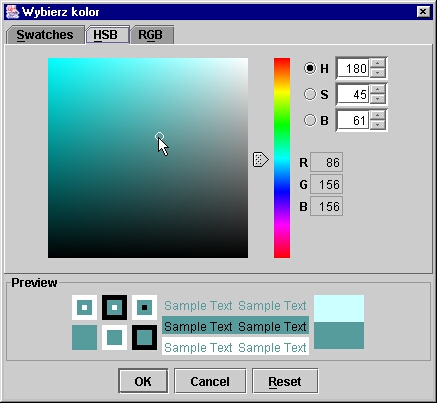 Wybierz kolor
Swatches HSB RGB
H 180
S 45
B 61
R 86
G 156
B 156
Preview
Sample Text Sample Text
Sample Text Sample Text
Sample Text Sample Text
OK Cancel Reset